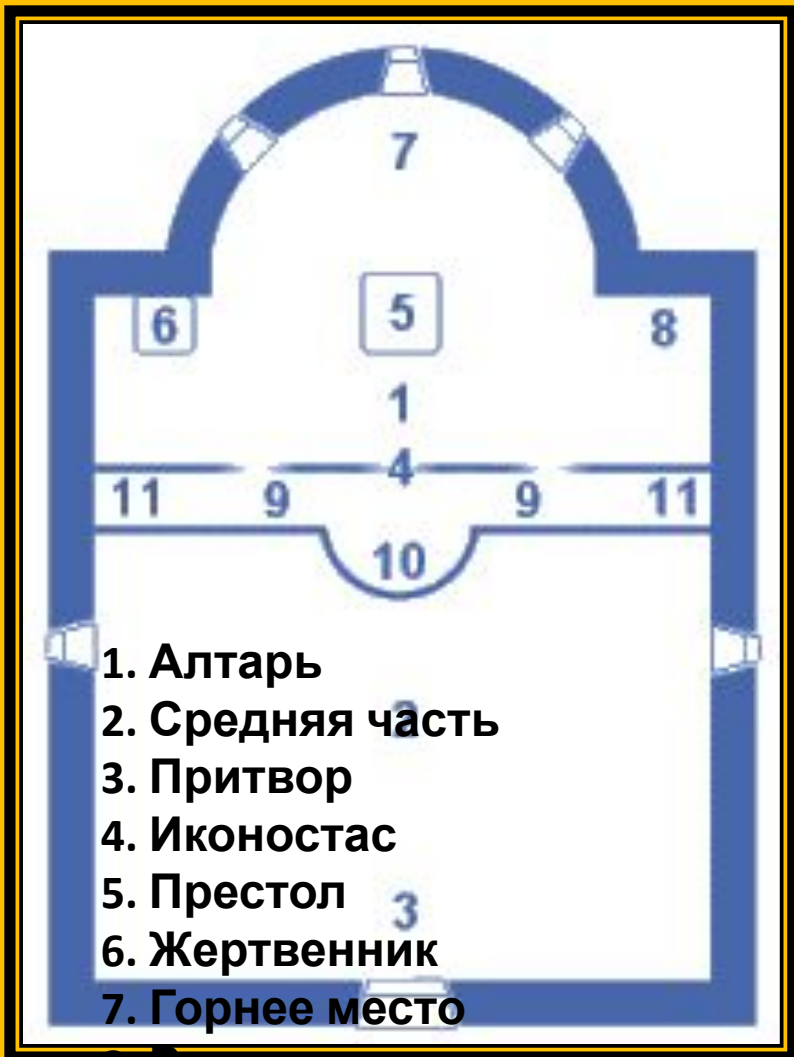 7
6 5 8
1
4
11 9 9 11
10
1. Алтарь
2. Средняя часть
2
3. Притвор
4. Иконостас
5. Престол
3
6. Жертвенник
7. Горнее место